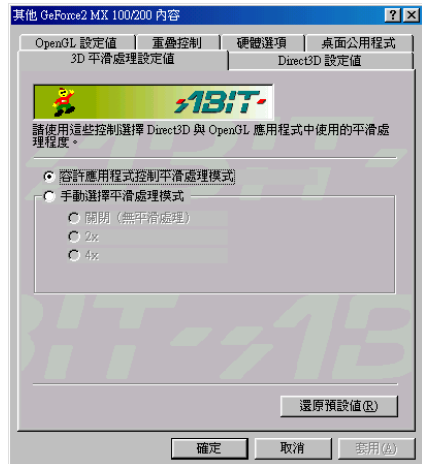 其他 GeForce2 MX 100/200 內容
OpenGL 設定值
重疊控制
硬體選項
桌面公用程式
3D 平滑處理設定值
Direct3D 設定值
ABIT
請使用這些控制選擇 Direct3D 與 OpenGL 應用程式中使用的平滑處
理程度。
容許應用程式控制平滑處理模式
手動選擇平滑處理模式
關閉 (無平滑處理)
2x
4x
還原預設值(R)
確定
取消
套用(A)